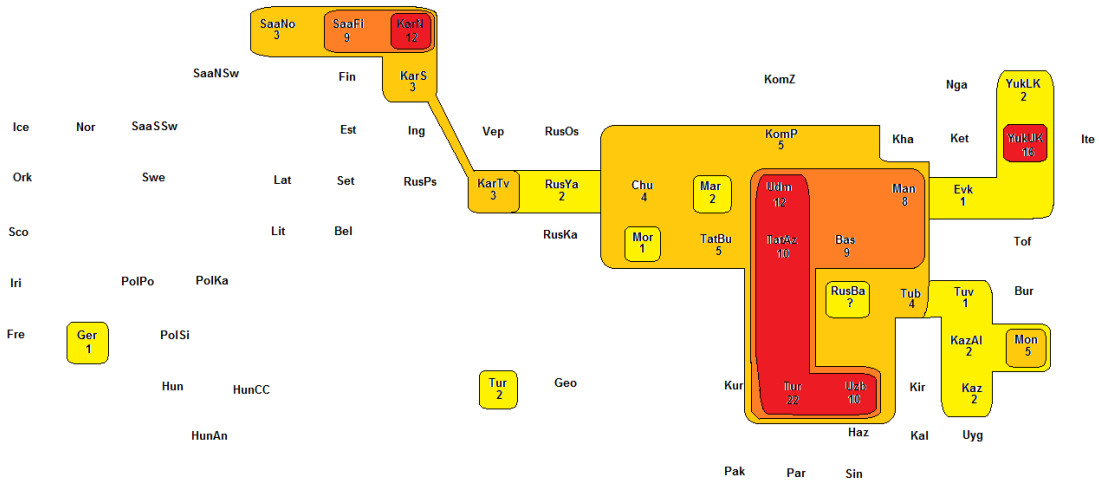 SaaNo
3
SaaFi
9
KarN
12
SaaNSw
Fin
KarS
3
KomZ
Nga
YukLK
2
Ice
Nor
SaaSSw
Est
Ing
Vep
RusOs
KomP
5
Kha
Ket
YukJK
16
Ite
Ork
Swe
Lat
Set
RusPs
KarTv
3
RusYa
2
Chu
4
Mar
2
Udm
12
Man
8
Evk
1
Sco
Lit
Bel
RusKa
Mor
1
TatBu
5
TatAz
10
Bas
9
Tof
Iri
PolPo
PolKa
RusBa
?
Tub
4
Tuv
1
Bur
Fre
Ger
1
PolSi
KazAl
2
Mon
5
Hun
HunCC
Tur
2
Geo
Kur
Tur
22
Uzb
10
Kir
Kaz
2
HunAn
Haz
Kal
Uyg
Pak
Par
Sin